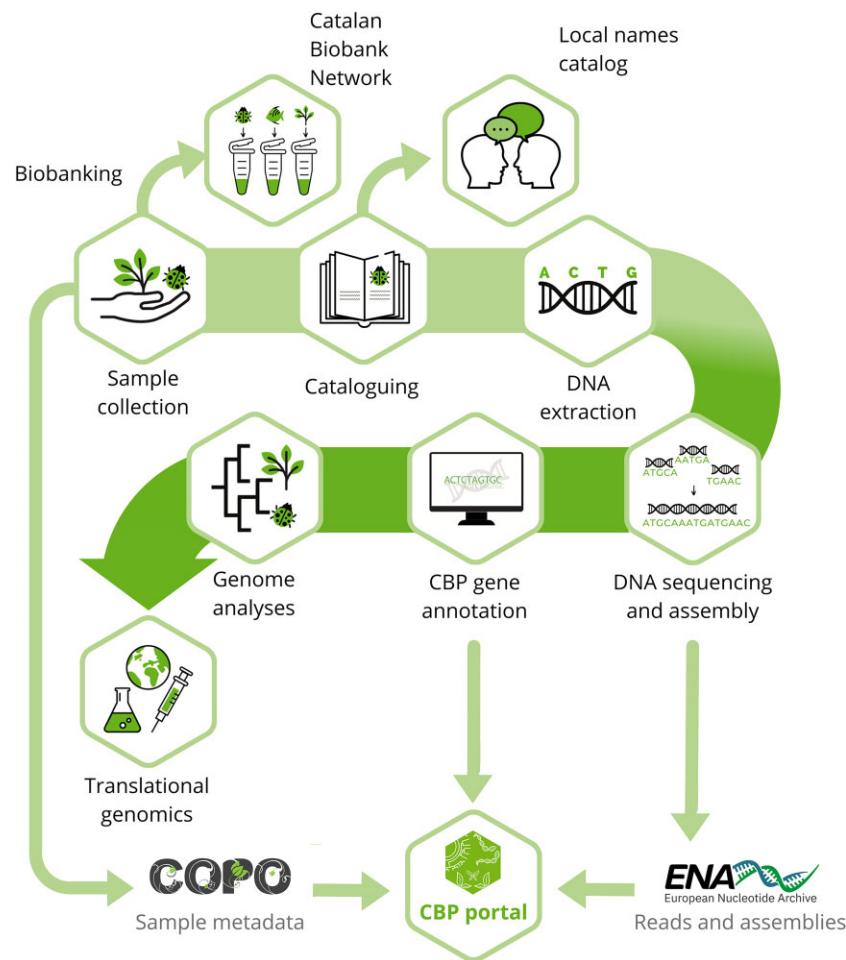 Catalan
Biobank
Network
Local names
catalog
Biobanking
A C T G
Sample
collection
Cataloguing
DNA
extraction
ACTCTAGTGC
ATGCA
AATGA
TGAAC
ATGCAAATGATGAAC
Genome
analyses
CBP gene
annotation
DNA sequencing
and assembly
Translational
genomics
COPO
Sample metadata
CBP portal
ENA
European Nucleotide Archive
Reads and assemblies